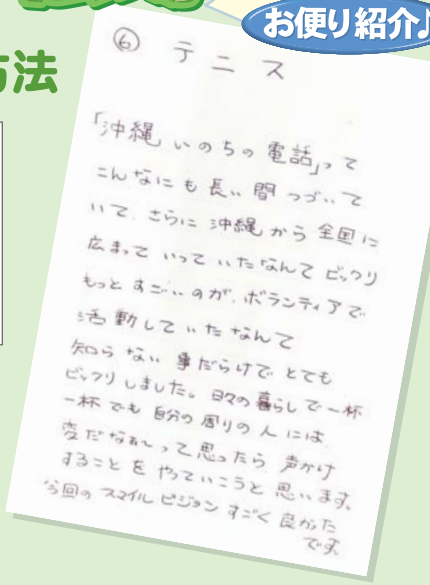 お便り紹介♪
方法
⑥ テニス
「沖縄いのちの電話」って
こんなにも長い間つづいて
いて、さらに沖縄から全国に
広まっていっていたなんてビックリ
もっとすごいのが、ボランティアで
活動していたなんて
知らない事だらけでとても
ビックリしました。日々の暮らしで一杯
一杯でも自分の周りの人には
変だなぁ〜って思ったら声かけ
することをやっていこうと思います。
今回のスマイルビジョンすごく良かった
です。